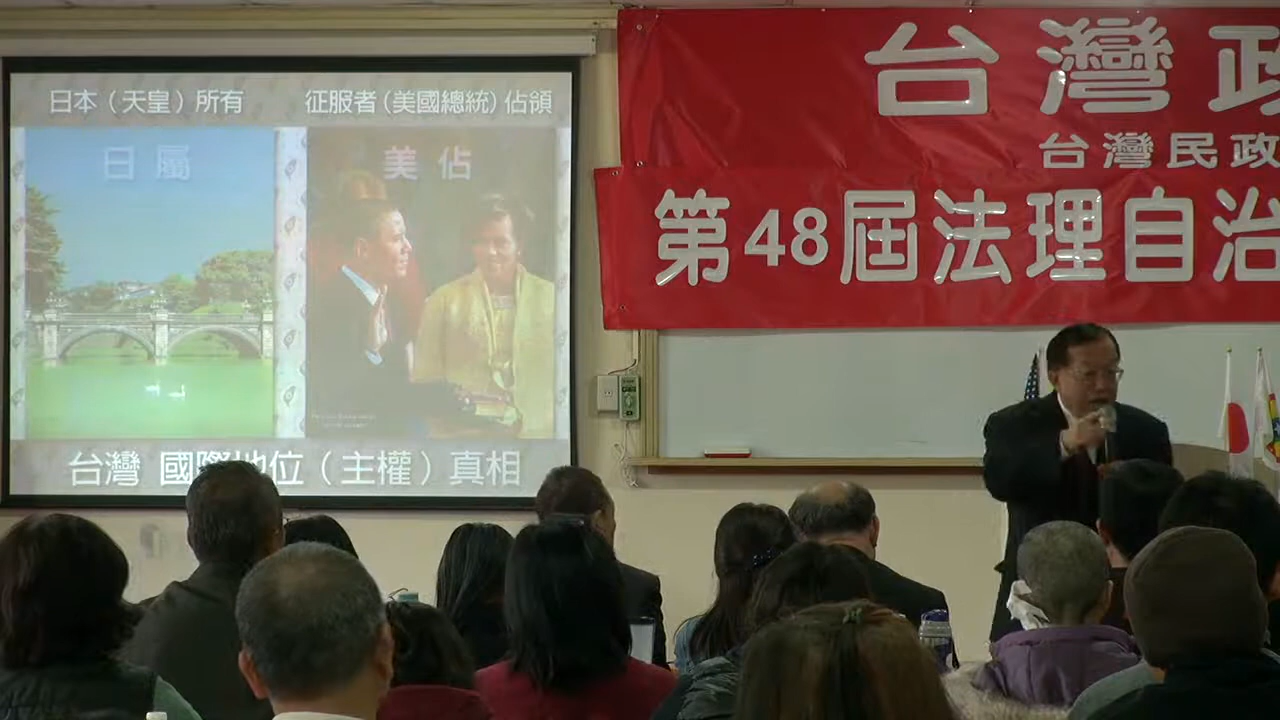 日本（天皇）所有
征服者（美國總統）佔領
日屬
美佔
台灣 國際地位（主權）真相
台灣政
台灣民政
第48屆法理自治